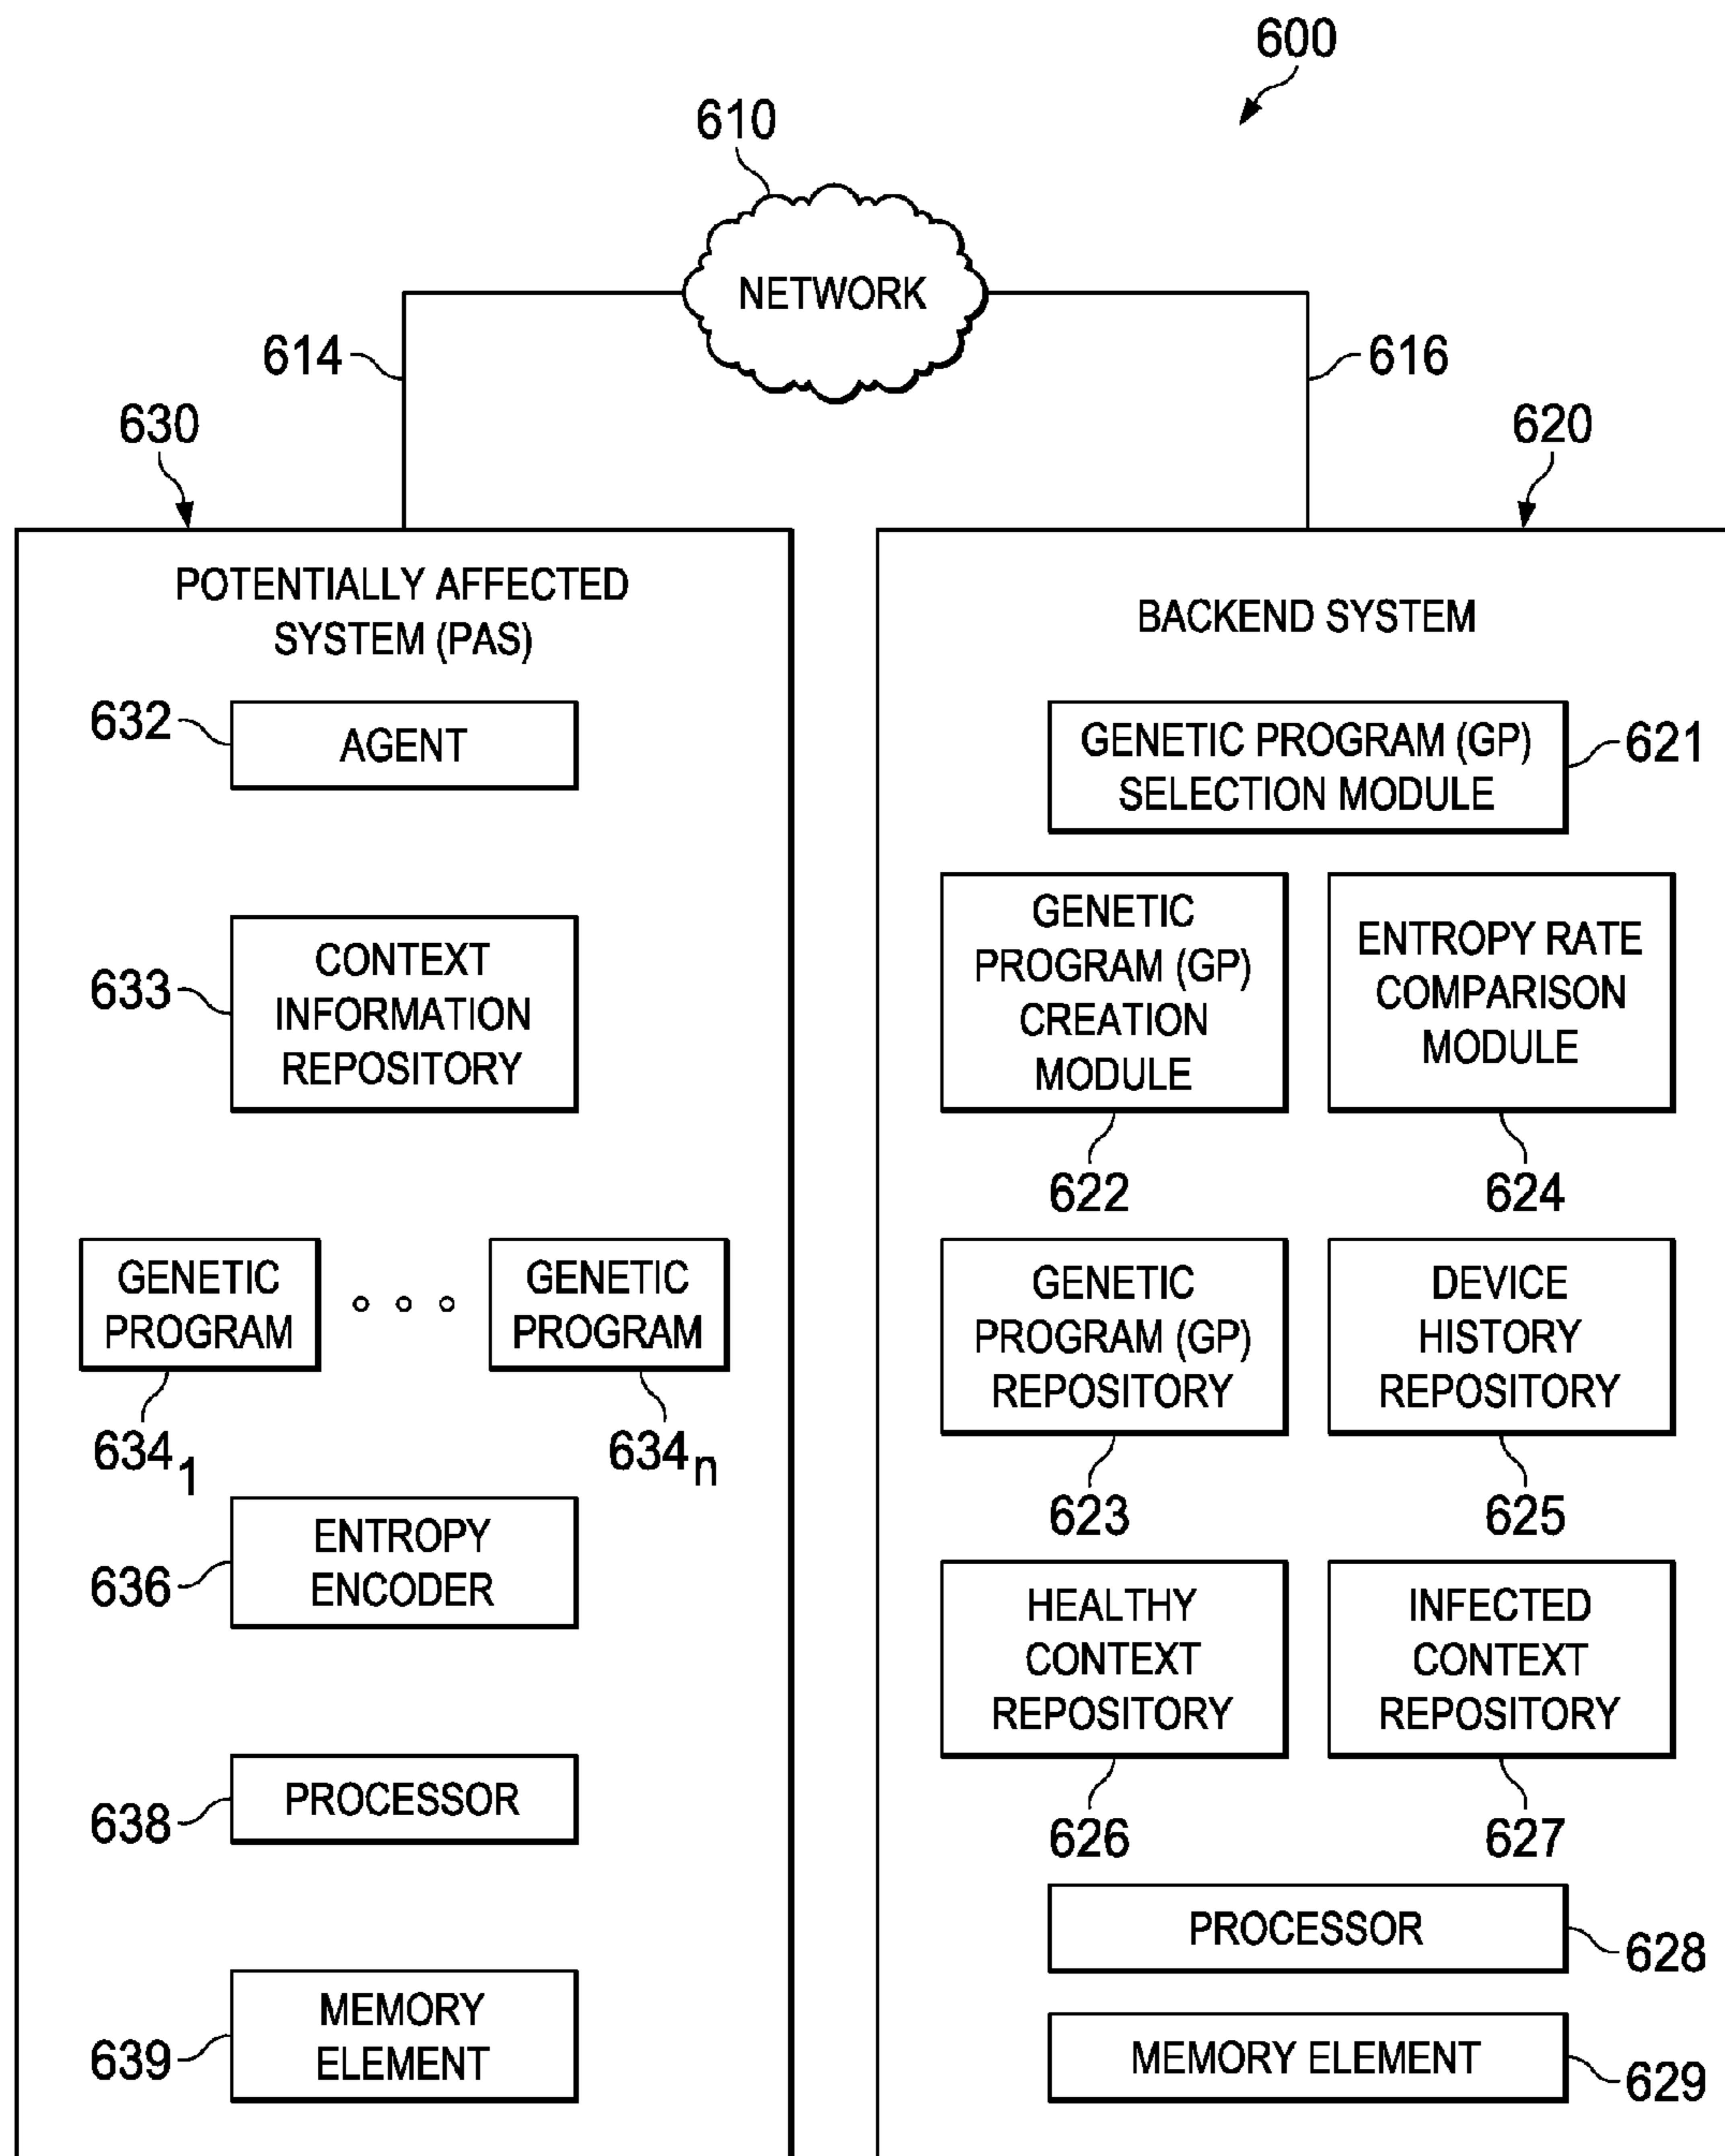 600
610
NETWORK
614
616
630
620
POTENTIALLY AFFECTED
SYSTEM (PAS)
632
AGENT
633
CONTEXT
INFORMATION
REPOSITORY
GENETIC
PROGRAM
GENETIC
PROGRAM
634₁
634ₙ
636
ENTROPY
ENCODER
638
PROCESSOR
639
MEMORY
ELEMENT
BACKEND SYSTEM
GENETIC PROGRAM (GP)
SELECTION MODULE
621
GENETIC
PROGRAM (GP)
CREATION
MODULE
622
ENTROPY RATE
COMPARISON
MODULE
624
GENETIC
PROGRAM (GP)
REPOSITORY
623
DEVICE
HISTORY
REPOSITORY
625
HEALTHY
CONTEXT
REPOSITORY
626
INFECTED
CONTEXT
REPOSITORY
627
PROCESSOR
628
MEMORY ELEMENT
629